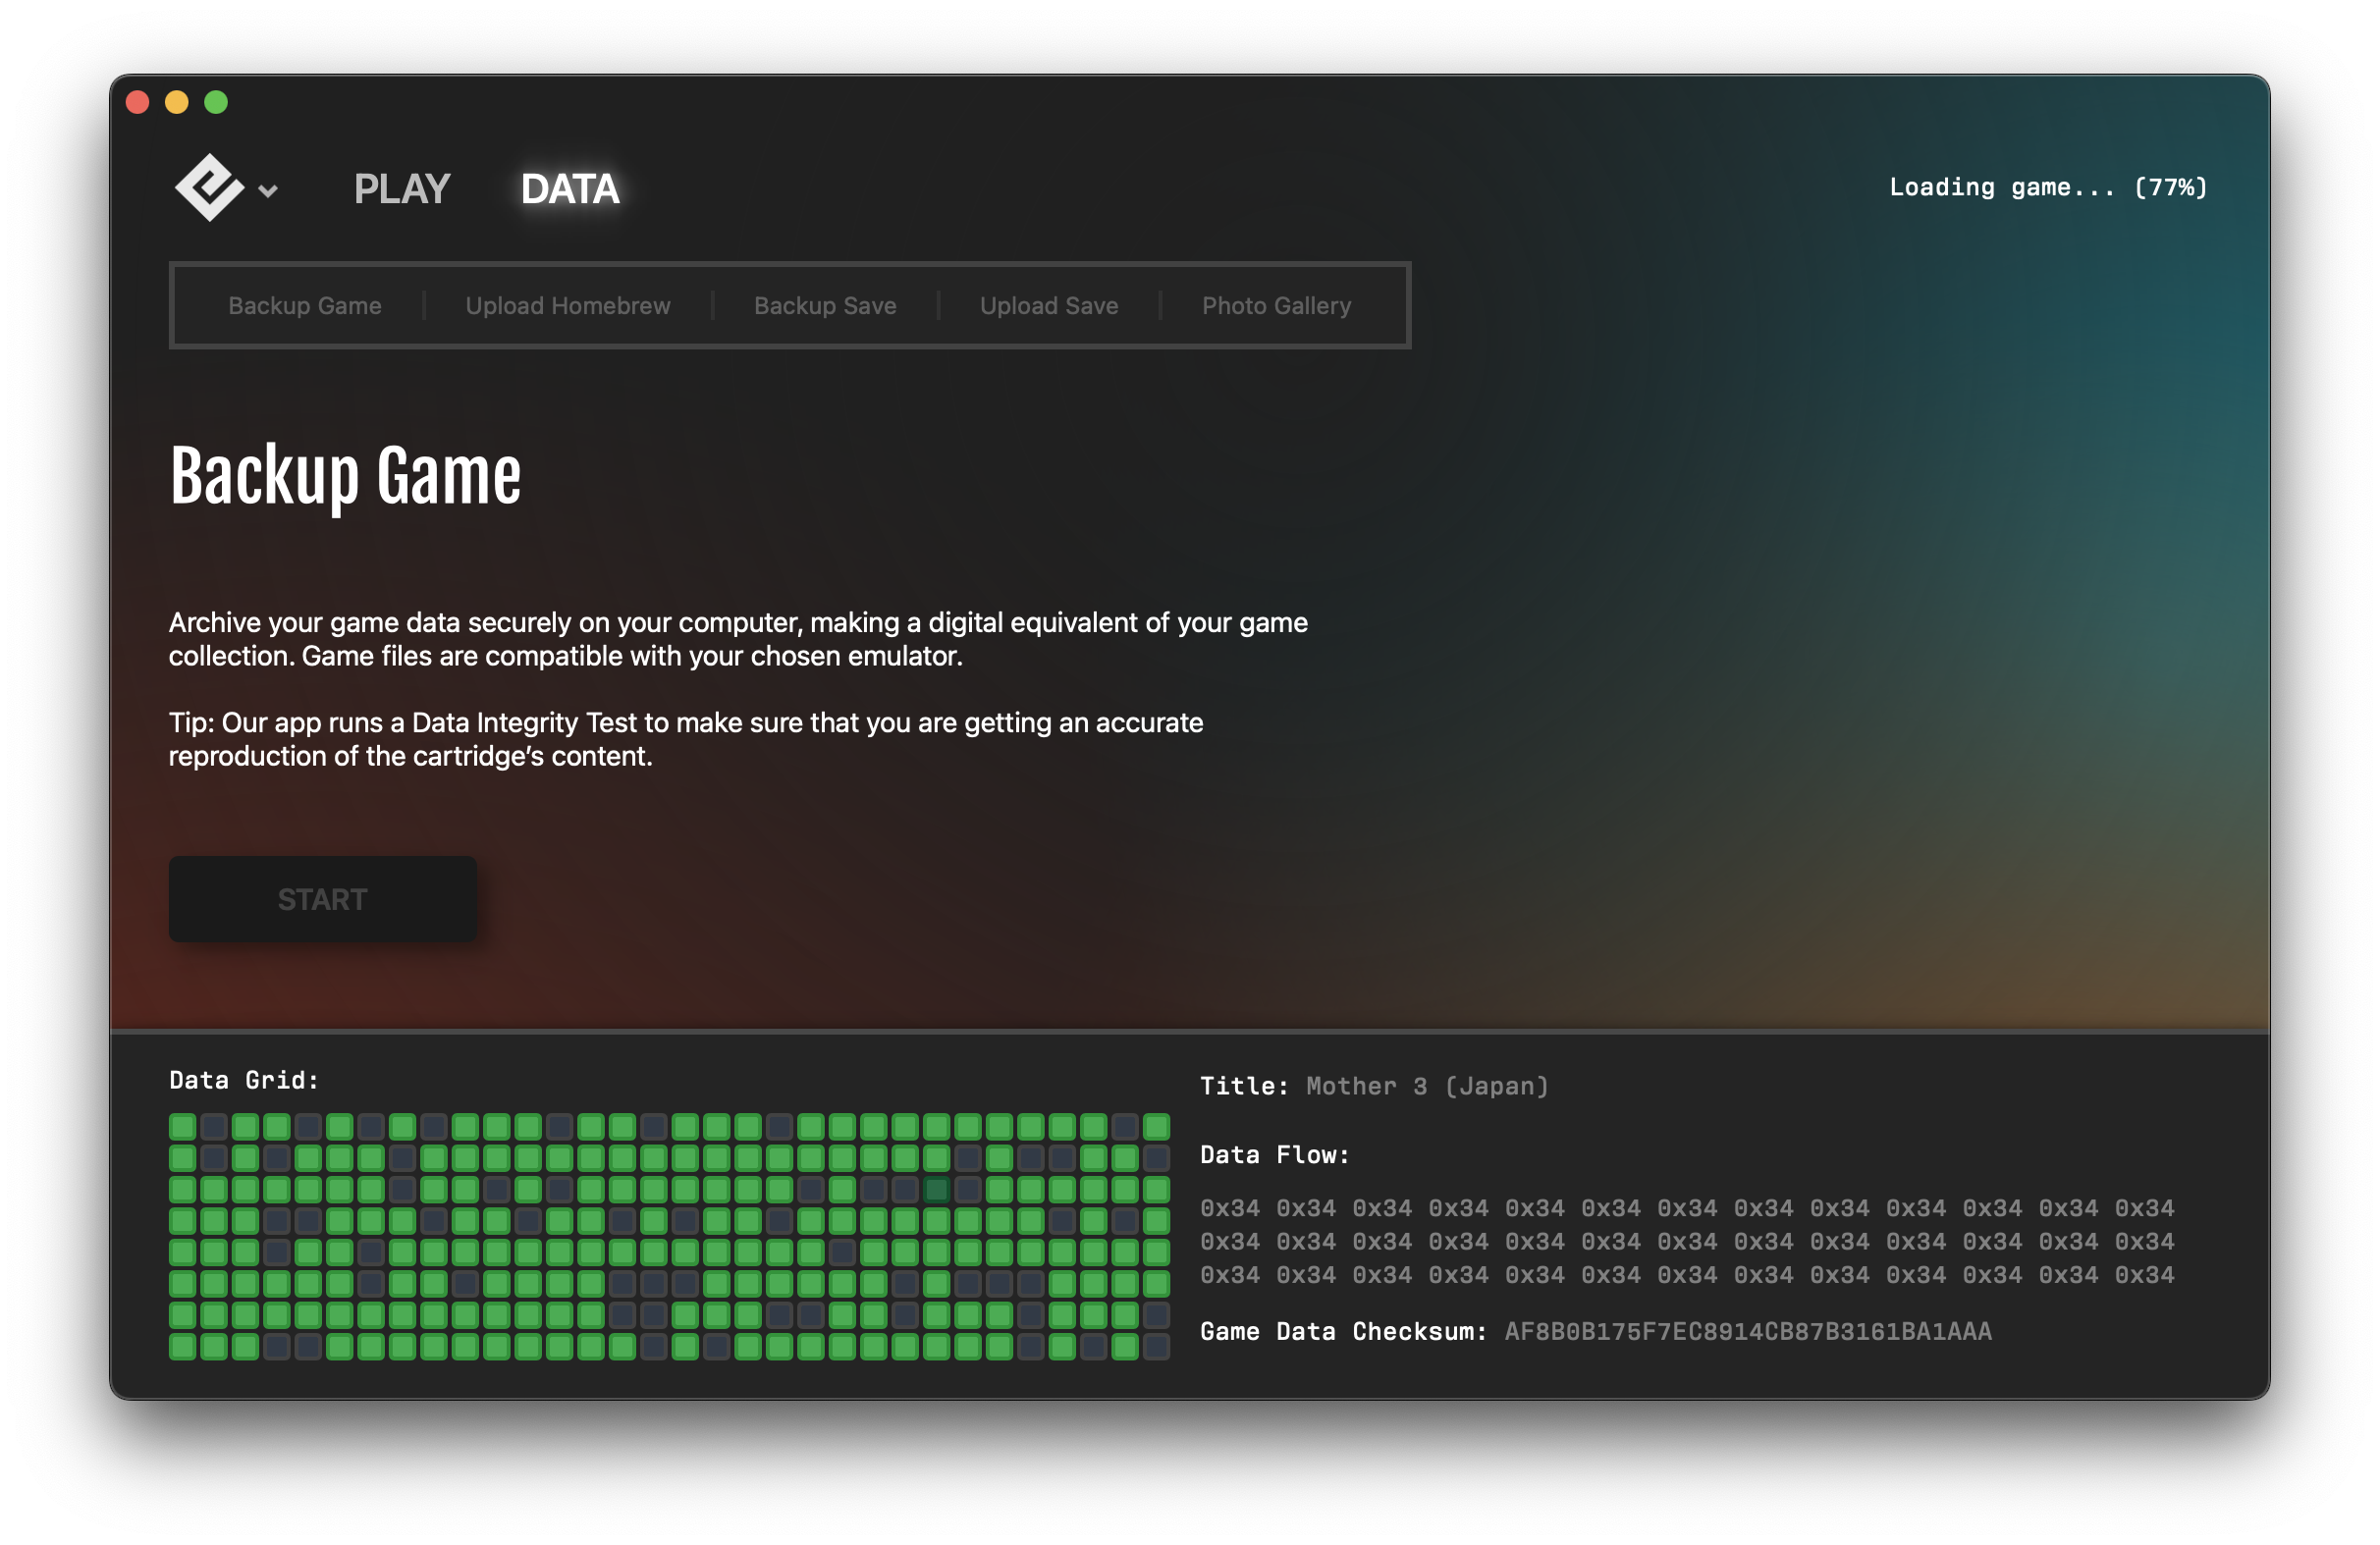 PLAY DATA Loading game... (77%)
Backup Game | Upload Homebrew | Backup Save | Upload Save | Photo Gallery
Backup Game
Archive your game data securely on your computer, making a digital equivalent of your game
collection. Game files are compatible with your chosen emulator.
Tip: Our app runs a Data Integrity Test to make sure that you are getting an accurate
reproduction of the cartridge’s content.
START
Data Grid:
Title: Mother 3 (Japan)
Data Flow:
0x34 0x34 0x34 0x34 0x34 0x34 0x34 0x34 0x34 0x34 0x34 0x34 0x34
0x34 0x34 0x34 0x34 0x34 0x34 0x34 0x34 0x34 0x34 0x34 0x34 0x34
0x34 0x34 0x34 0x34 0x34 0x34 0x34 0x34 0x34 0x34 0x34 0x34 0x34
Game Data Checksum: AF8B0B175F7EC8914CB87B3161BA1AAA